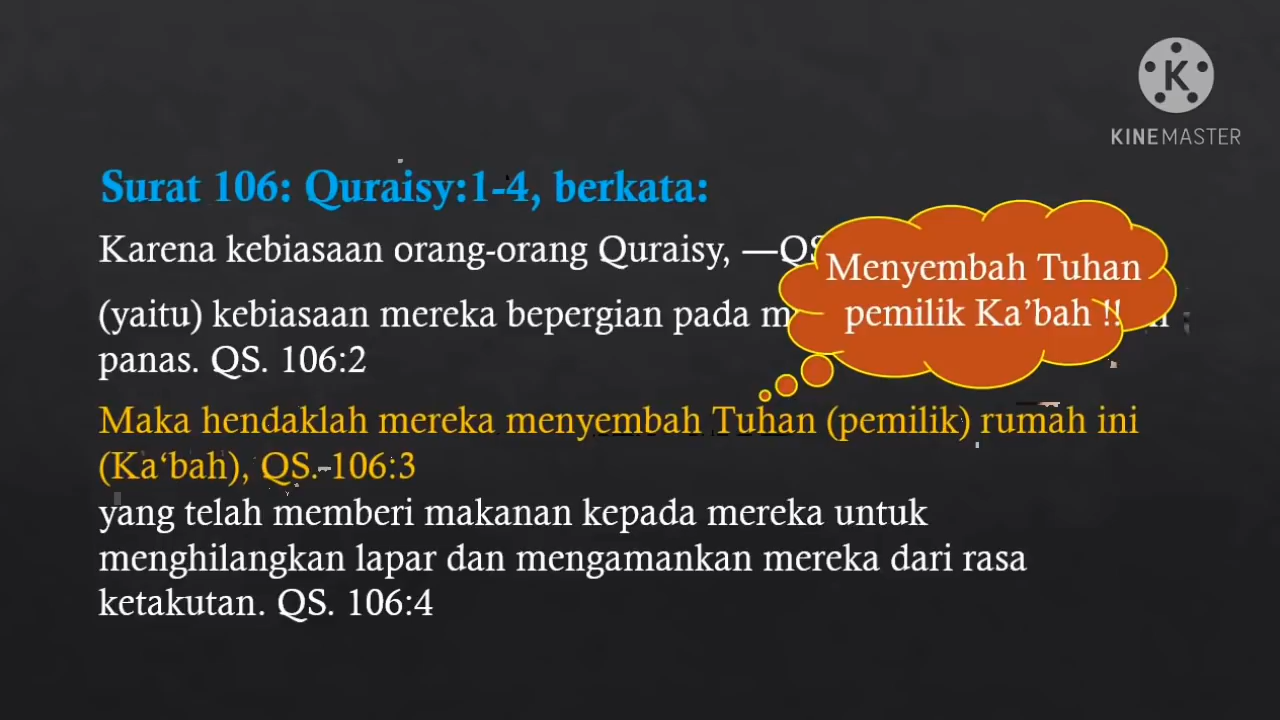 KINEMASTER
Surat 106: Quraisy:1-4, berkata:
Karena kebiasaan orang-orang Quraisy, —QS
Menyembah Tuhan
pemilik Ka’bah !!
(yaitu) kebiasaan mereka bepergian pada
panas. QS. 106:2
Maka hendaklah mereka menyembah Tuhan (pemilik) rumah ini
(Ka‘bah), QS. 106:3
yang telah memberi makanan kepada mereka untuk
menghilangkan lapar dan mengamankan mereka dari rasa
ketakutan. QS. 106:4